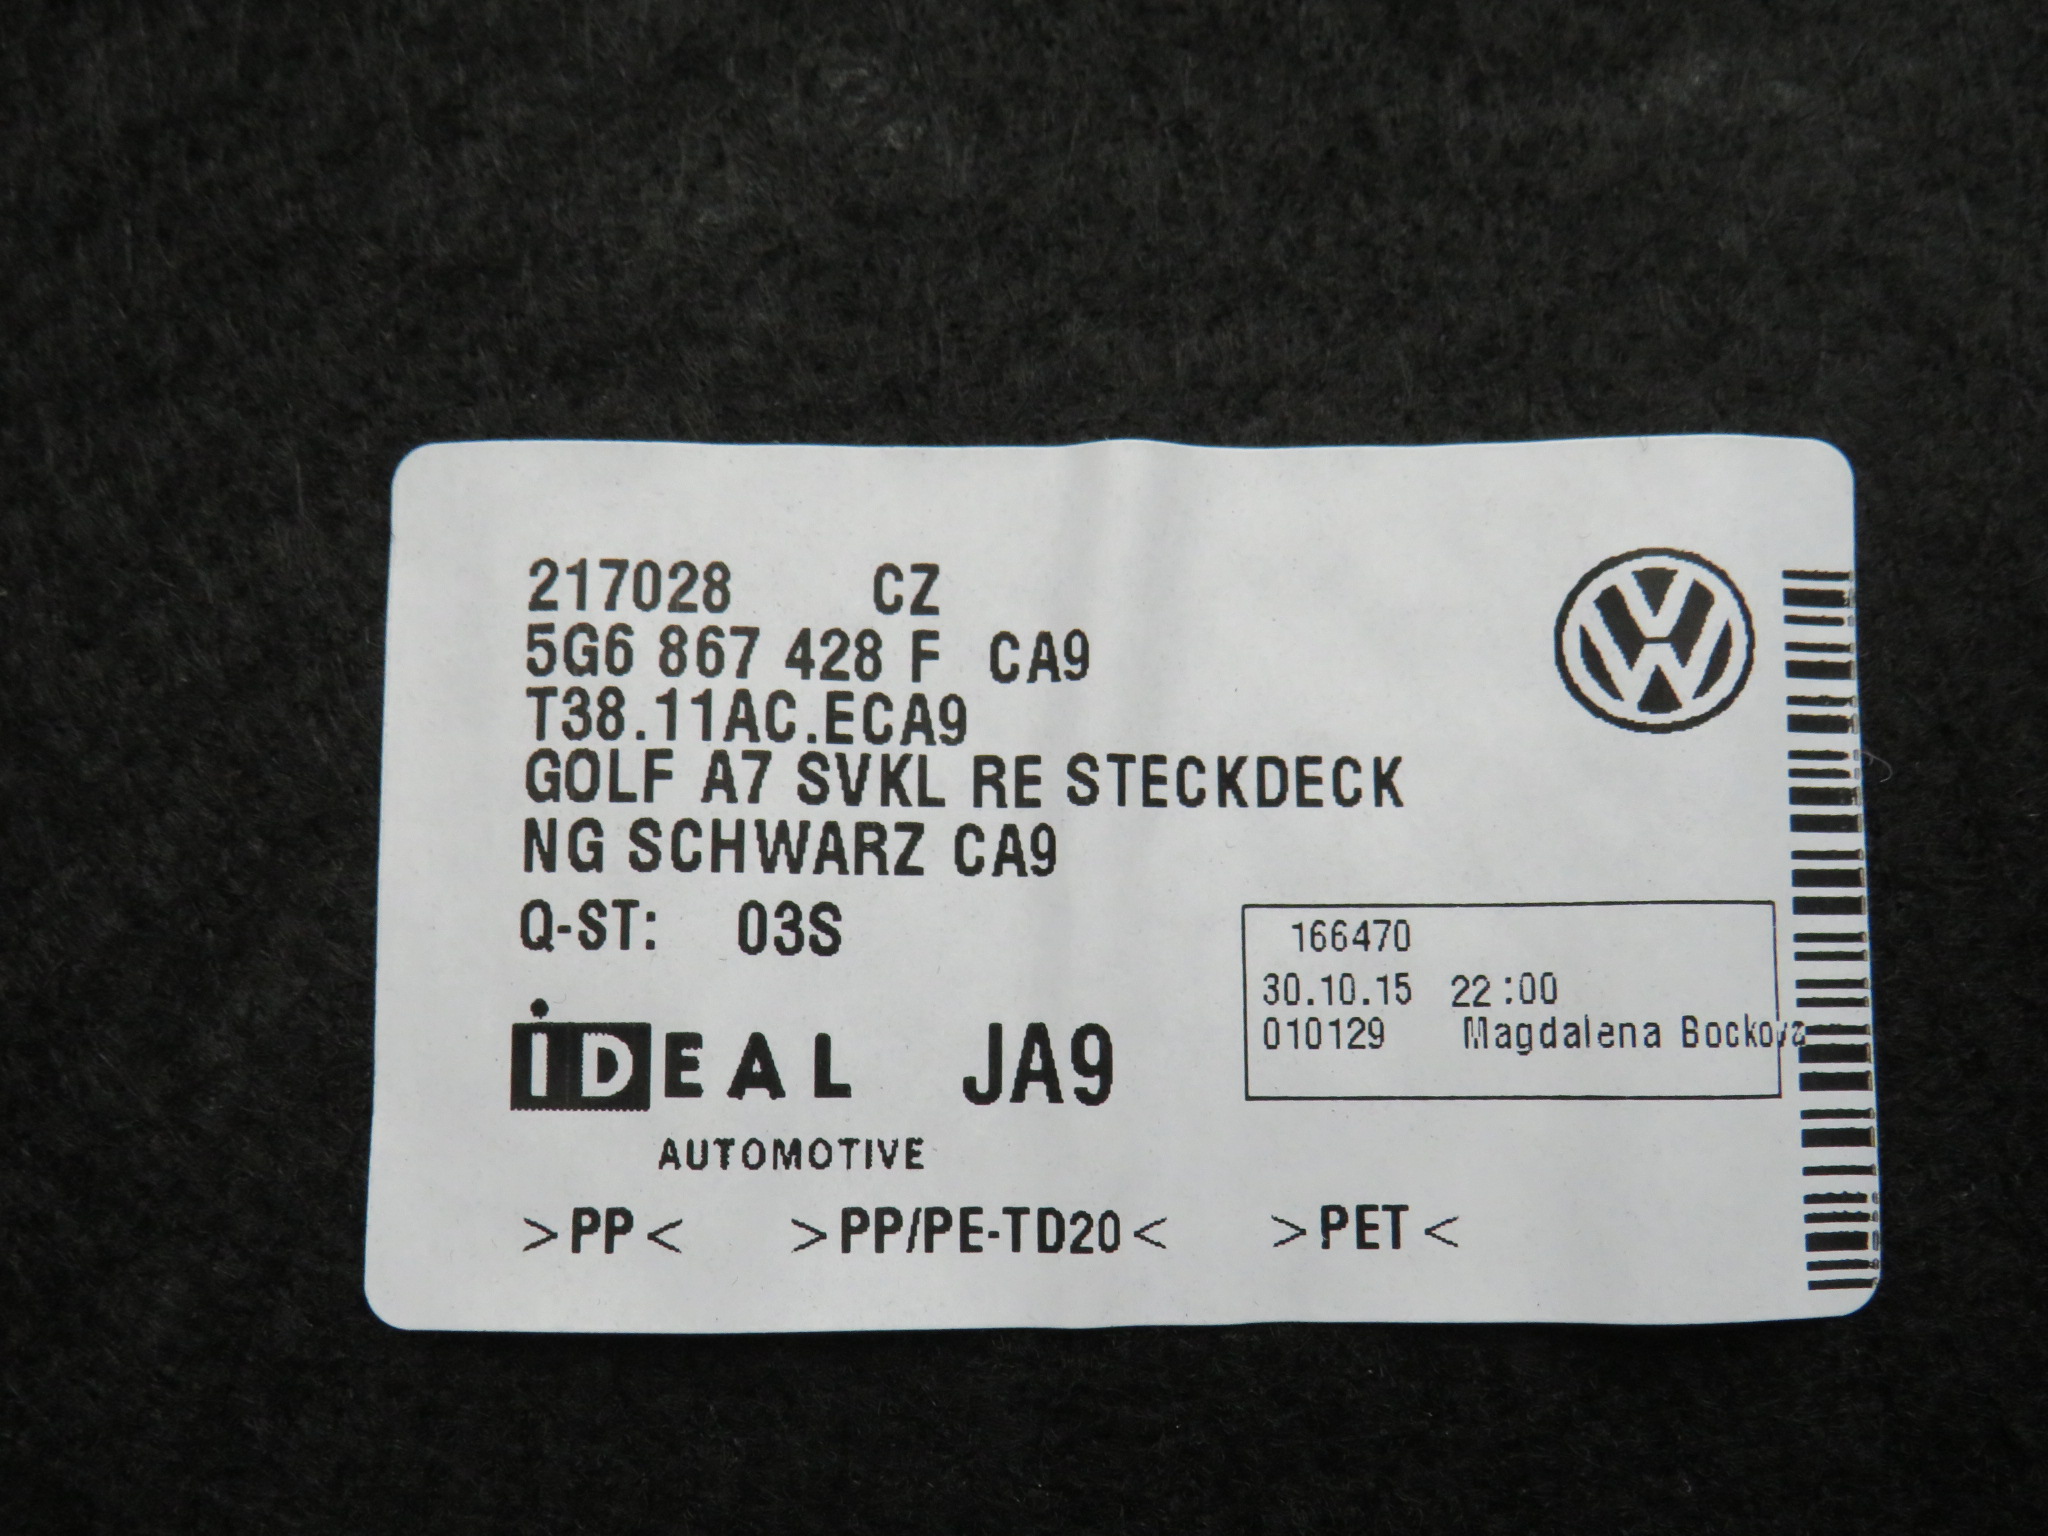 217028 CZ
5G6 867 428 F CA9
T38.11AC.ECA9
GOLF A7 SVKL RE STECKDECK
NG SCHWARZ CA9
Q-ST: 03S
166470
30.10.15 22:00
010129 Magdalena Bockova
iDEAL JA9
AUTOMOTIVE
>PP< >PP/PE-TD20< >PET<